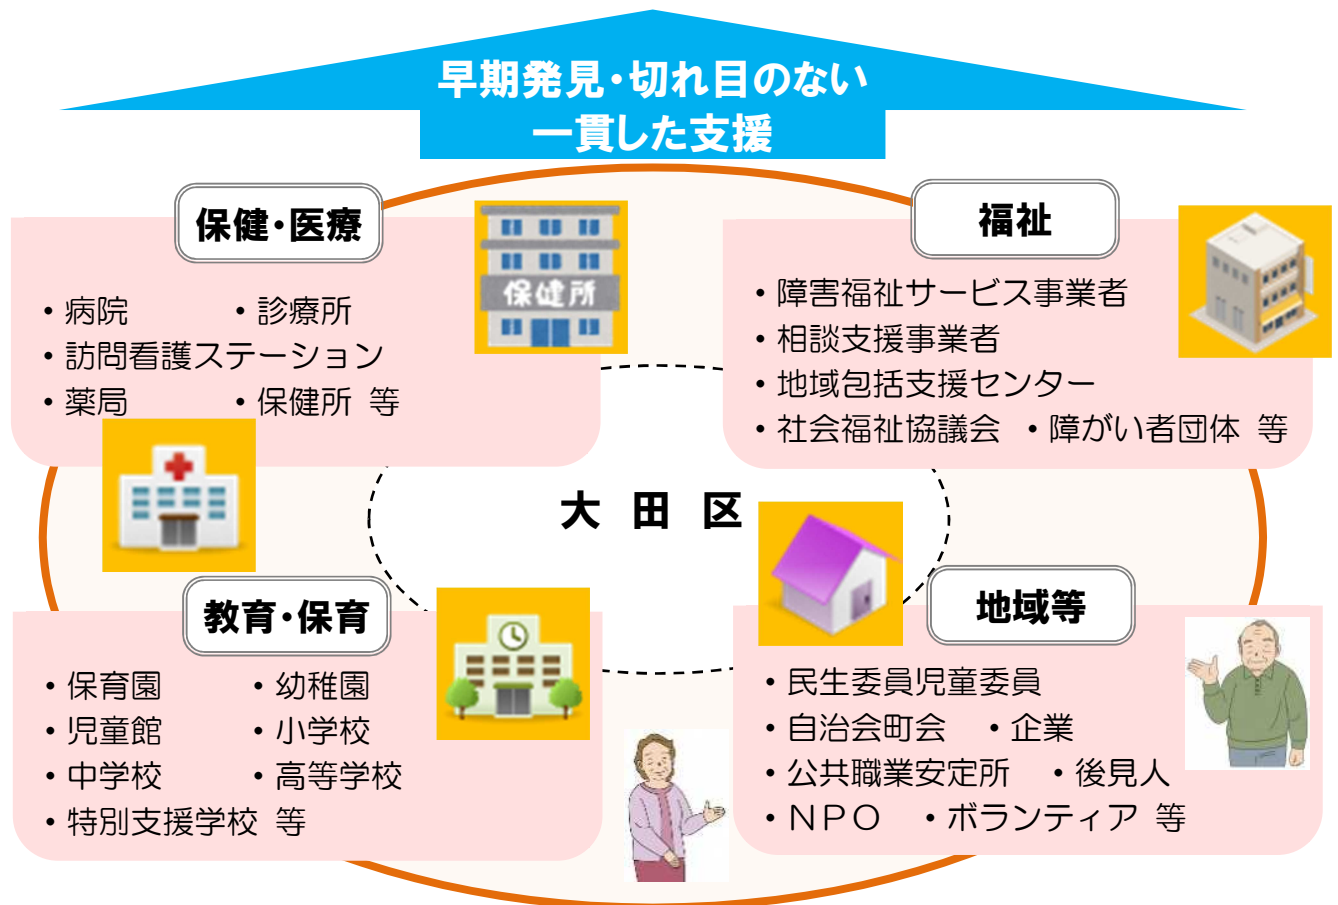 早期発見・切れ目のない
一貫した支援
保健・医療
保健所
・病院 ・診療所
・訪問看護ステーション
・薬局 ・保健所 等
福祉
・障害福祉サービス事業者
・相談支援事業者
・地域包括支援センター
・社会福祉協議会 ・障がい者団体 等
大田区
教育・保育
・保育園 ・幼稚園
・児童館 ・小学校
・中学校 ・高等学校
・特別支援学校 等
地域等
・民生委員児童委員
・自治会町会 ・企業
・公共職業安定所 ・後見人
・ＮＰＯ ・ボランティア 等